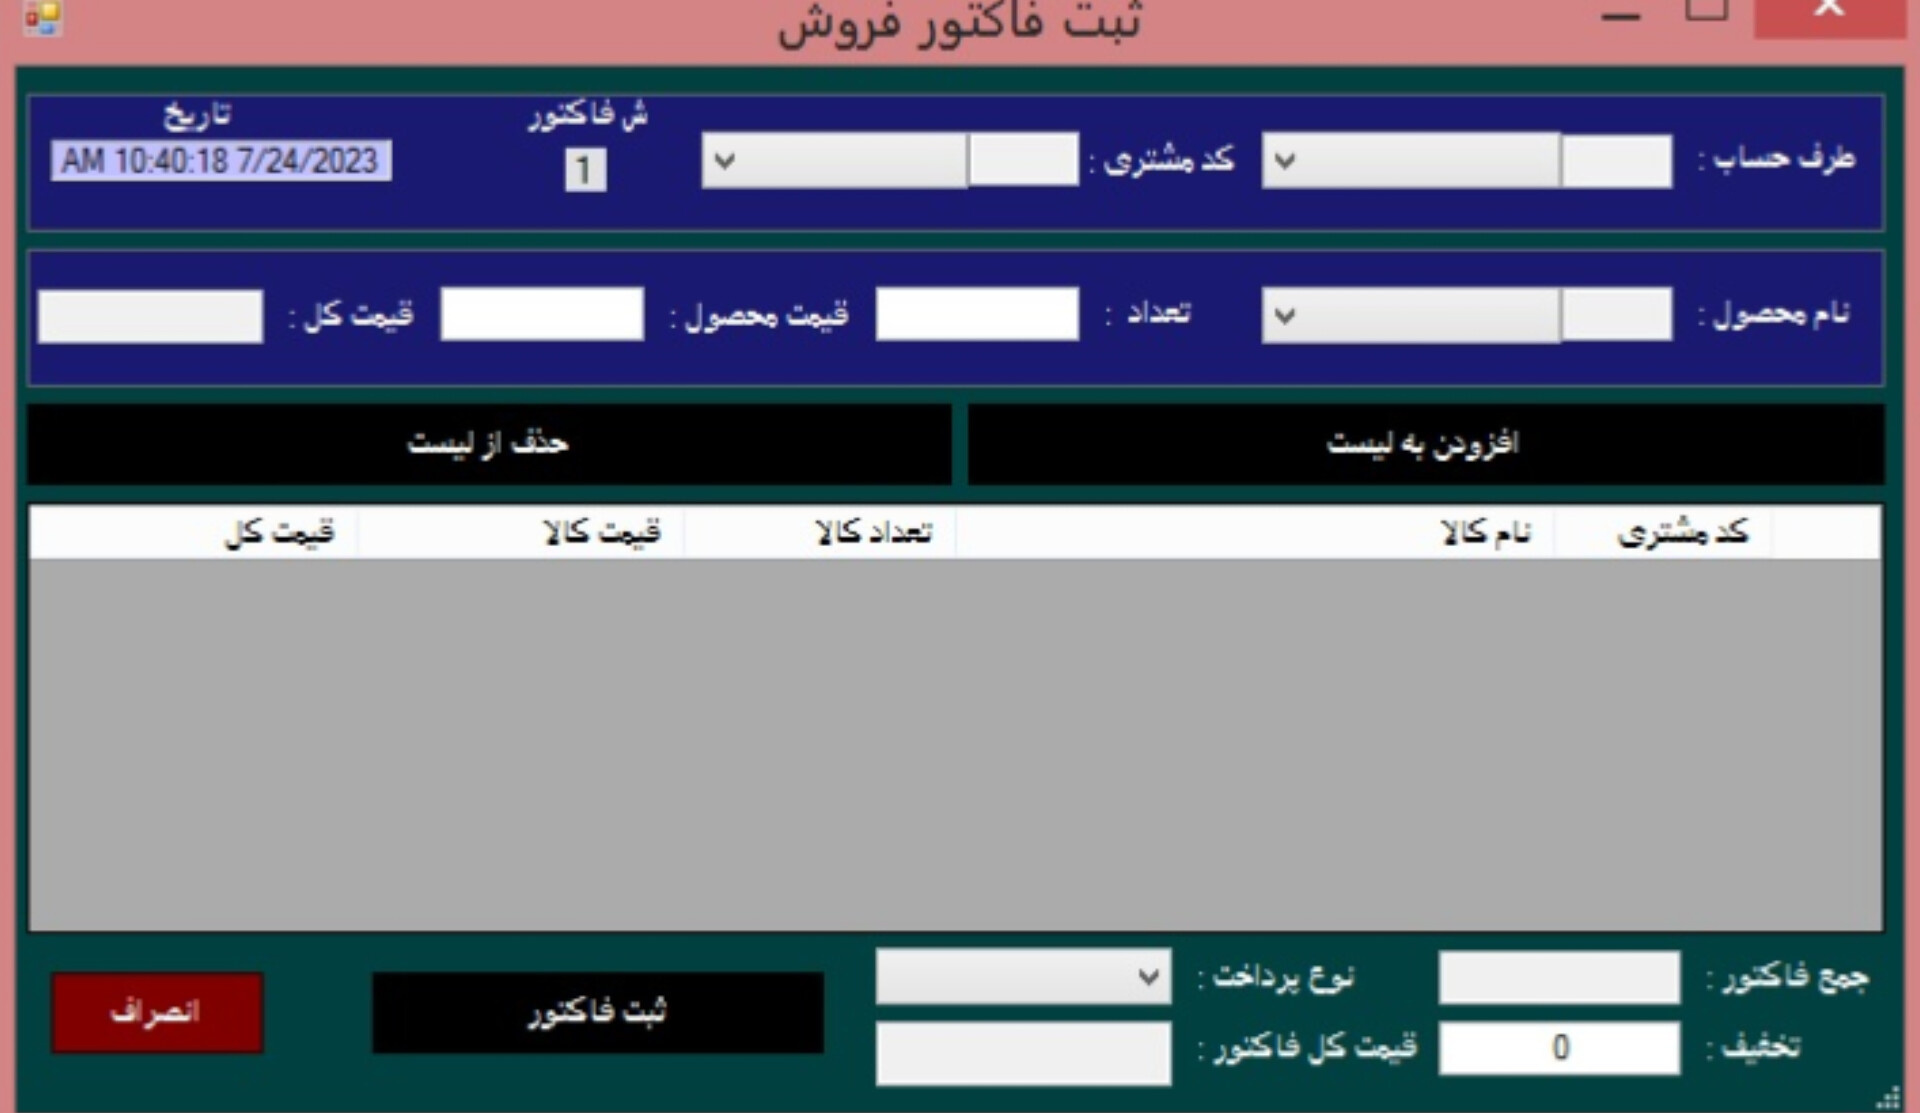 ثبت فاکتور فروش
طرف حساب :
کد مشتری :
ش فاکتور
1
تاریخ
AM 10:40:18 7/24/2023
نام محصول :
تعداد :
قیمت محصول :
قیمت کل :
افزودن به لیست
حذف از لیست
کد مشتری نام کالا تعداد کالا قیمت کالا قیمت کل
جمع فاکتور :
نوع پرداخت :
تخفیف : 0
قیمت کل فاکتور :
ثبت فاکتور
انصراف